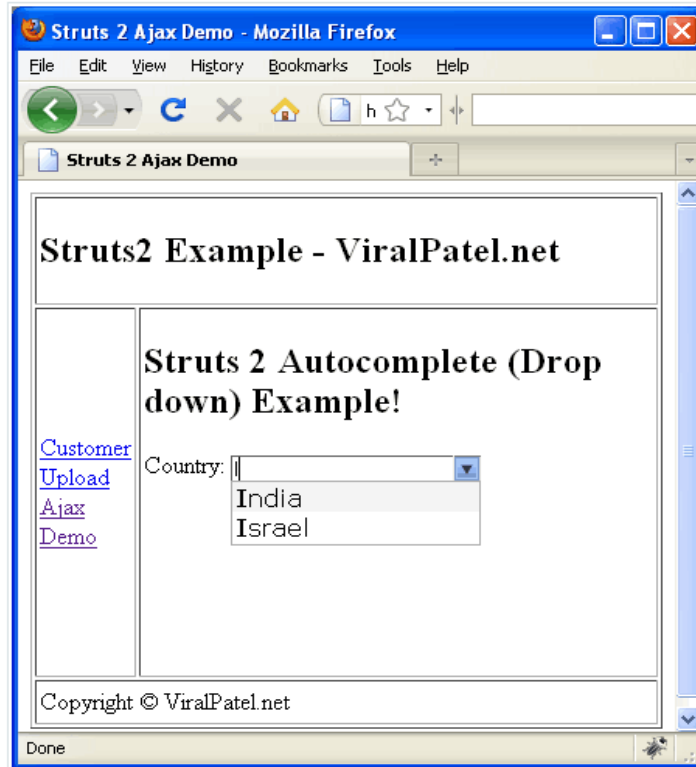 Struts 2 Ajax Demo - Mozilla Firefox
File Edit View History Bookmarks Tools Help
h
Struts 2 Ajax Demo
Struts2 Example - ViralPatel.net
Customer
Upload
Ajax
Demo
Struts 2 Autocomplete (Drop
down) Example!
Country: I
India
Israel
Copyright © ViralPatel.net
Done